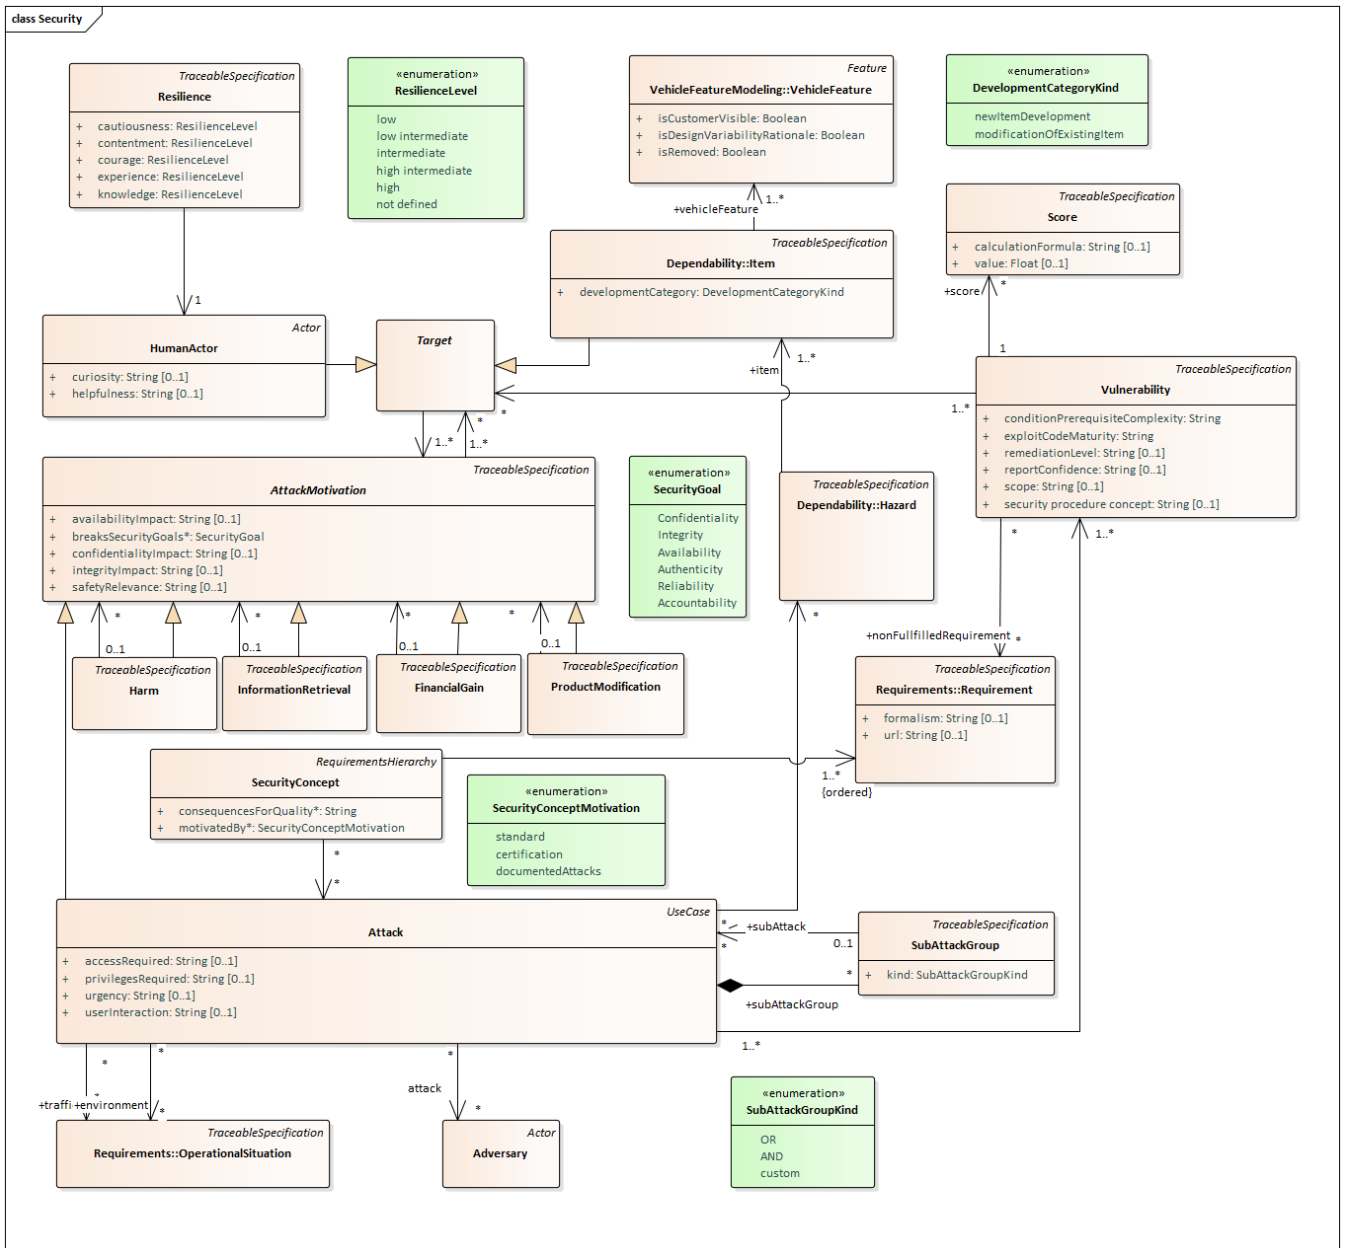 class Security
TraceableSpecification
Resilience
+ cautiousness: ResilienceLevel
+ contentment: ResilienceLevel
+ courage: ResilienceLevel
+ experience: ResilienceLevel
+ knowledge: ResilienceLevel
«enumeration»
ResilienceLevel
low
low intermediate
intermediate
high intermediate
high
not defined
Feature
VehicleFeatureModeling::VehicleFeature
+ isCustomerVisible: Boolean
+ isDesignVariabilityRationale: Boolean
+ isRemoved: Boolean
«enumeration»
DevelopmentCategoryKind
newItemDevelopment
modificationOfExistingItem
+vehicleFeature
1..*
TraceableSpecification
Score
+ calculationFormula: String [0..1]
+ value: Float [0..1]
TraceableSpecification
Dependability::Item
+ developmentCategory: DevelopmentCategoryKind
+score
*
1
1
Actor
HumanActor
+ curiosity: String [0..1]
+ helpfulness: String [0..1]
Target
1..*
+item
TraceableSpecification
Vulnerability
+ conditionPrerequisiteComplexity: String
+ exploitCodeMaturity: String
+ remediationLevel: String [0..1]
+ reportConfidence: String [0..1]
+ scope: String [0..1]
+ security procedure concept: String [0..1]
*
1..*
*
1..*
1..*
TraceableSpecification
AttackMotivation
+ availabilityImpact: String [0..1]
+ breaksSecurityGoals*: SecurityGoal
+ confidentialityImpact: String [0..1]
+ integrityImpact: String [0..1]
+ safetyRelevance: String [0..1]
«enumeration»
SecurityGoal
Confidentiality
Integrity
Availability
Authenticity
Reliability
Accountability
TraceableSpecification
Dependability::Hazard
*
1..*
*
*
*
*
*
0..1
0..1
0..1
0..1
+nonFullfilledRequirement
*
TraceableSpecification
Harm
TraceableSpecification
InformationRetrieval
TraceableSpecification
FinancialGain
TraceableSpecification
ProductModification
TraceableSpecification
Requirements::Requirement
+ formalism: String [0..1]
+ url: String [0..1]
RequirementsHierarchy
SecurityConcept
+ consequencesForQuality*: String
+ motivatedBy*: SecurityConceptMotivation
1..*
{ordered}
«enumeration»
SecurityConceptMotivation
standard
certification
documentedAttacks
*
*
UseCase
Attack
+ accessRequired: String [0..1]
+ privilegesRequired: String [0..1]
+ urgency: String [0..1]
+ userInteraction: String [0..1]
*
+subAttack
*
0..1
TraceableSpecification
SubAttackGroup
+ kind: SubAttackGroupKind
*
+subAttackGroup
1..*
*
*
*
attack
*
+traffi
+environment
*
*
TraceableSpecification
Requirements::OperationalSituation
Actor
Adversary
«enumeration»
SubAttackGroupKind
OR
AND
custom